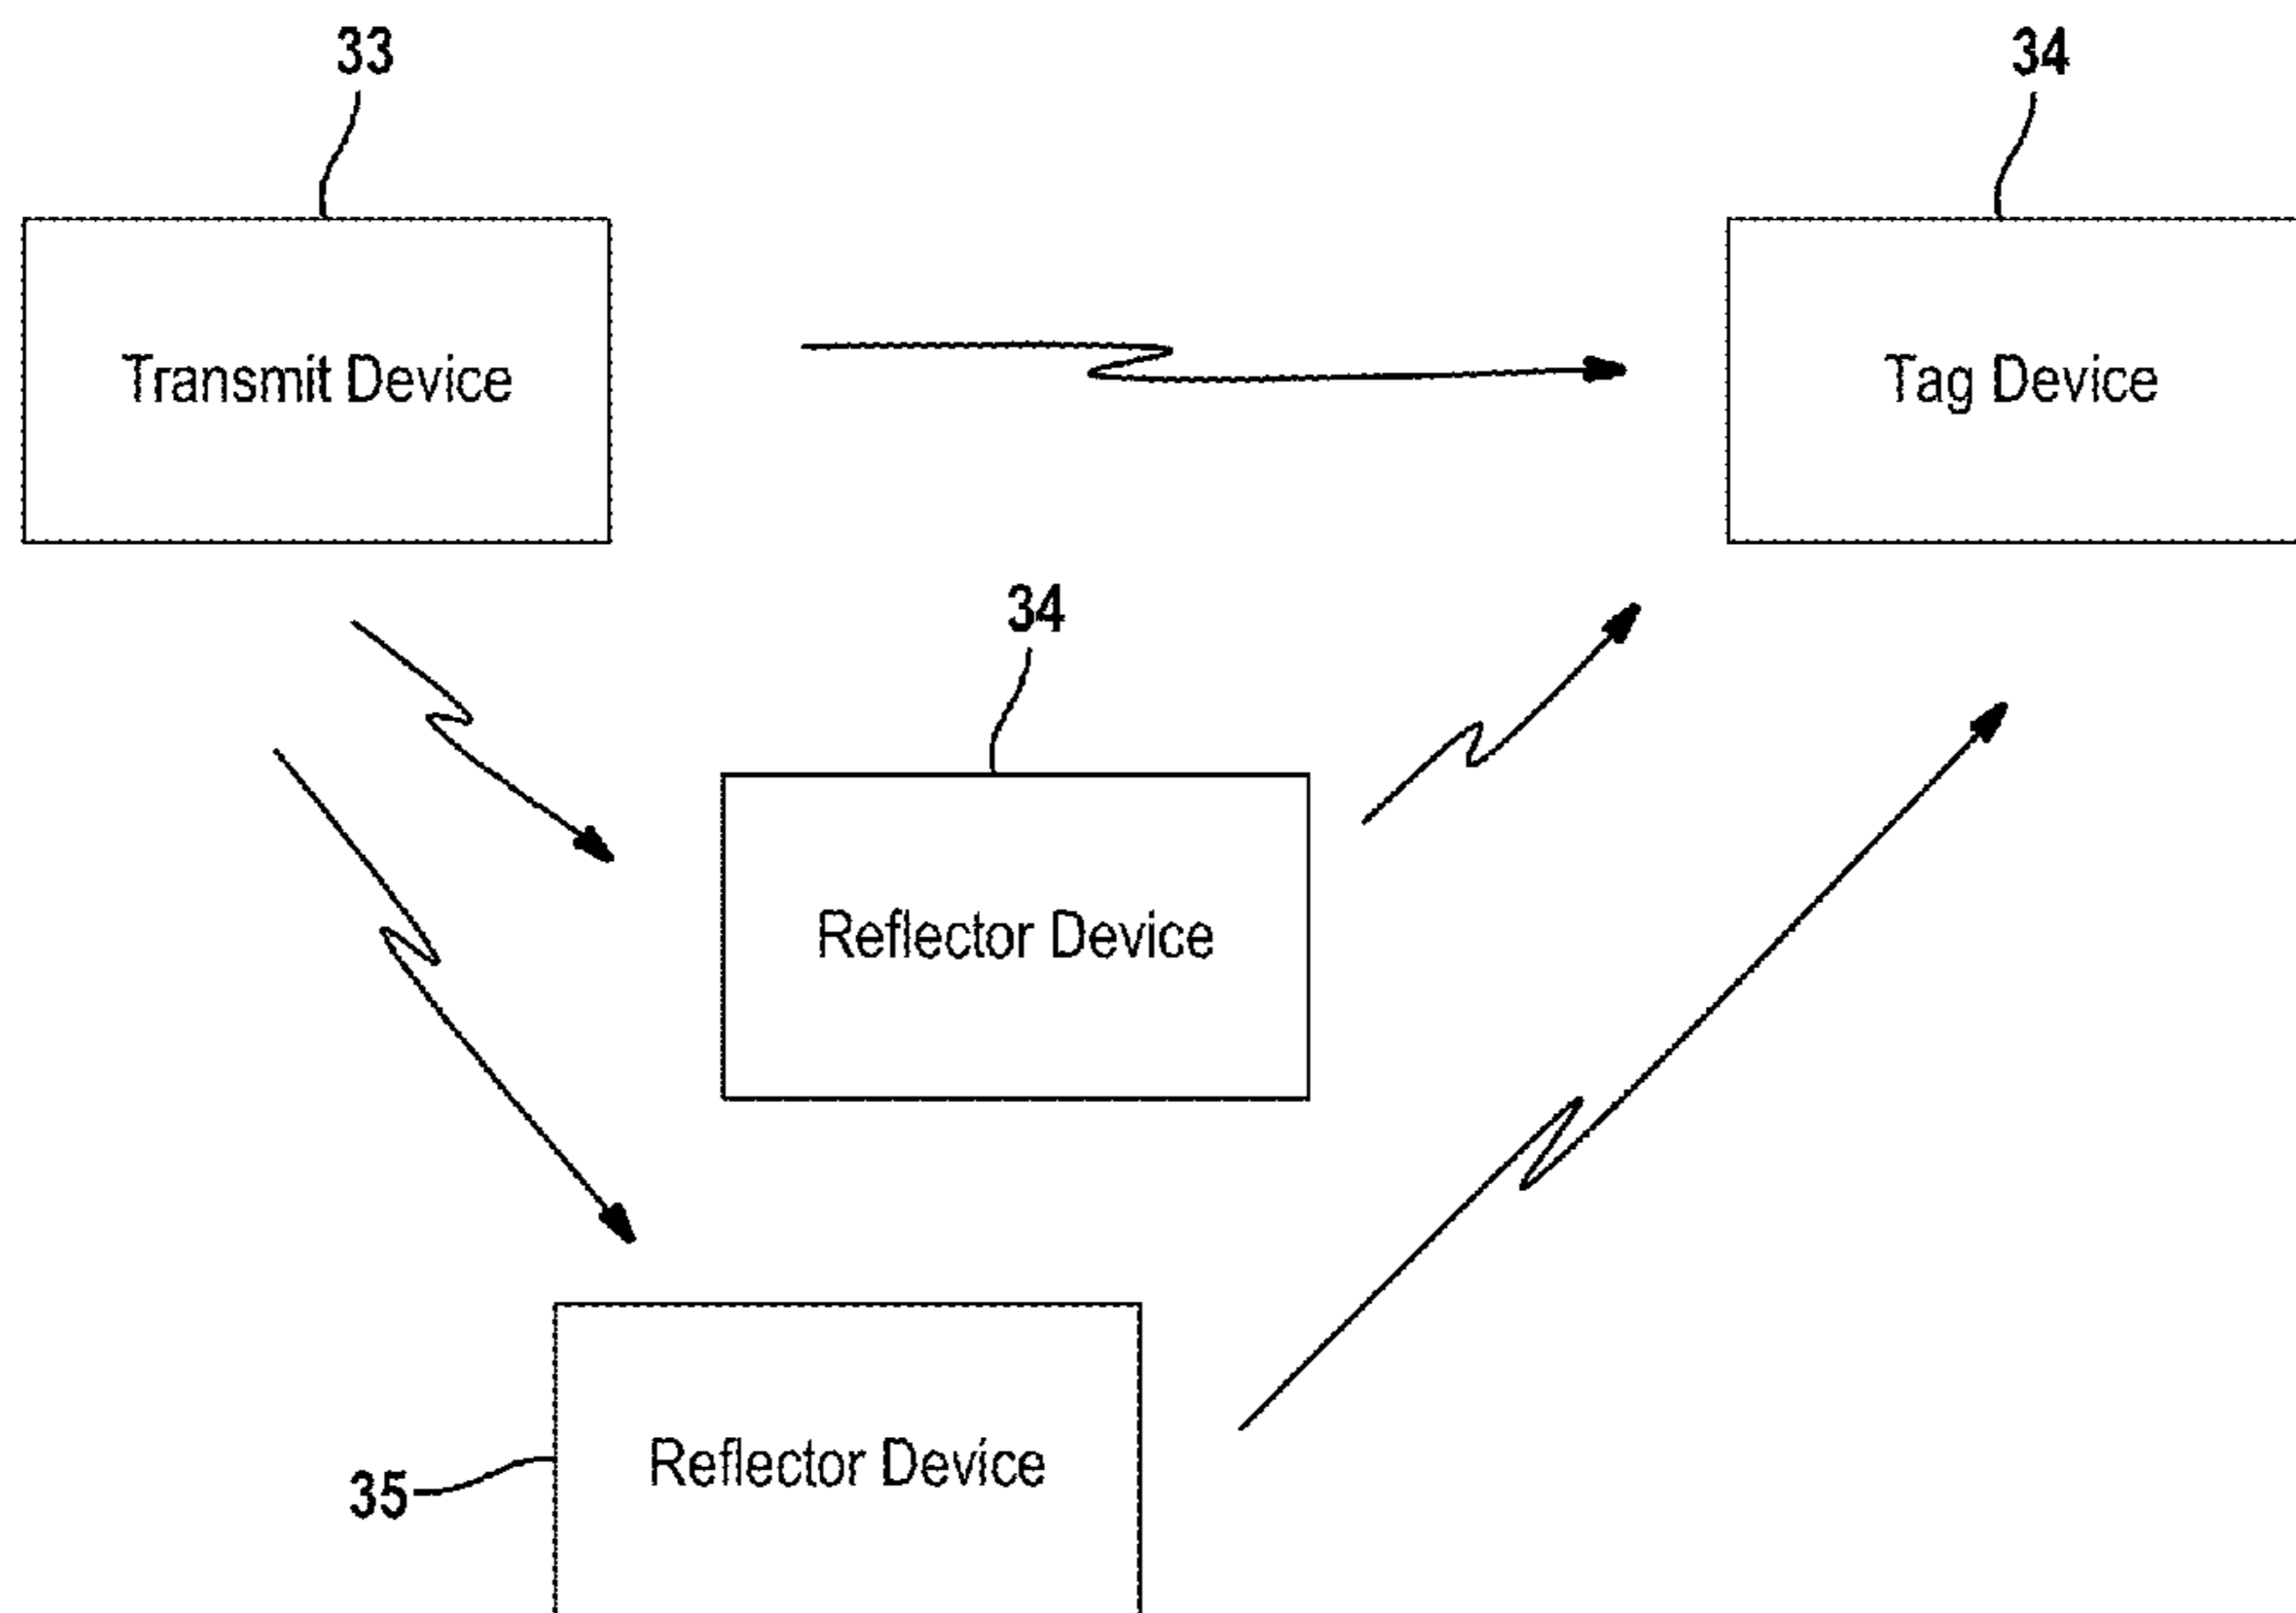 33
34
Transmit Device
Tag Device
34
Reflector Device
Reflector Device
35